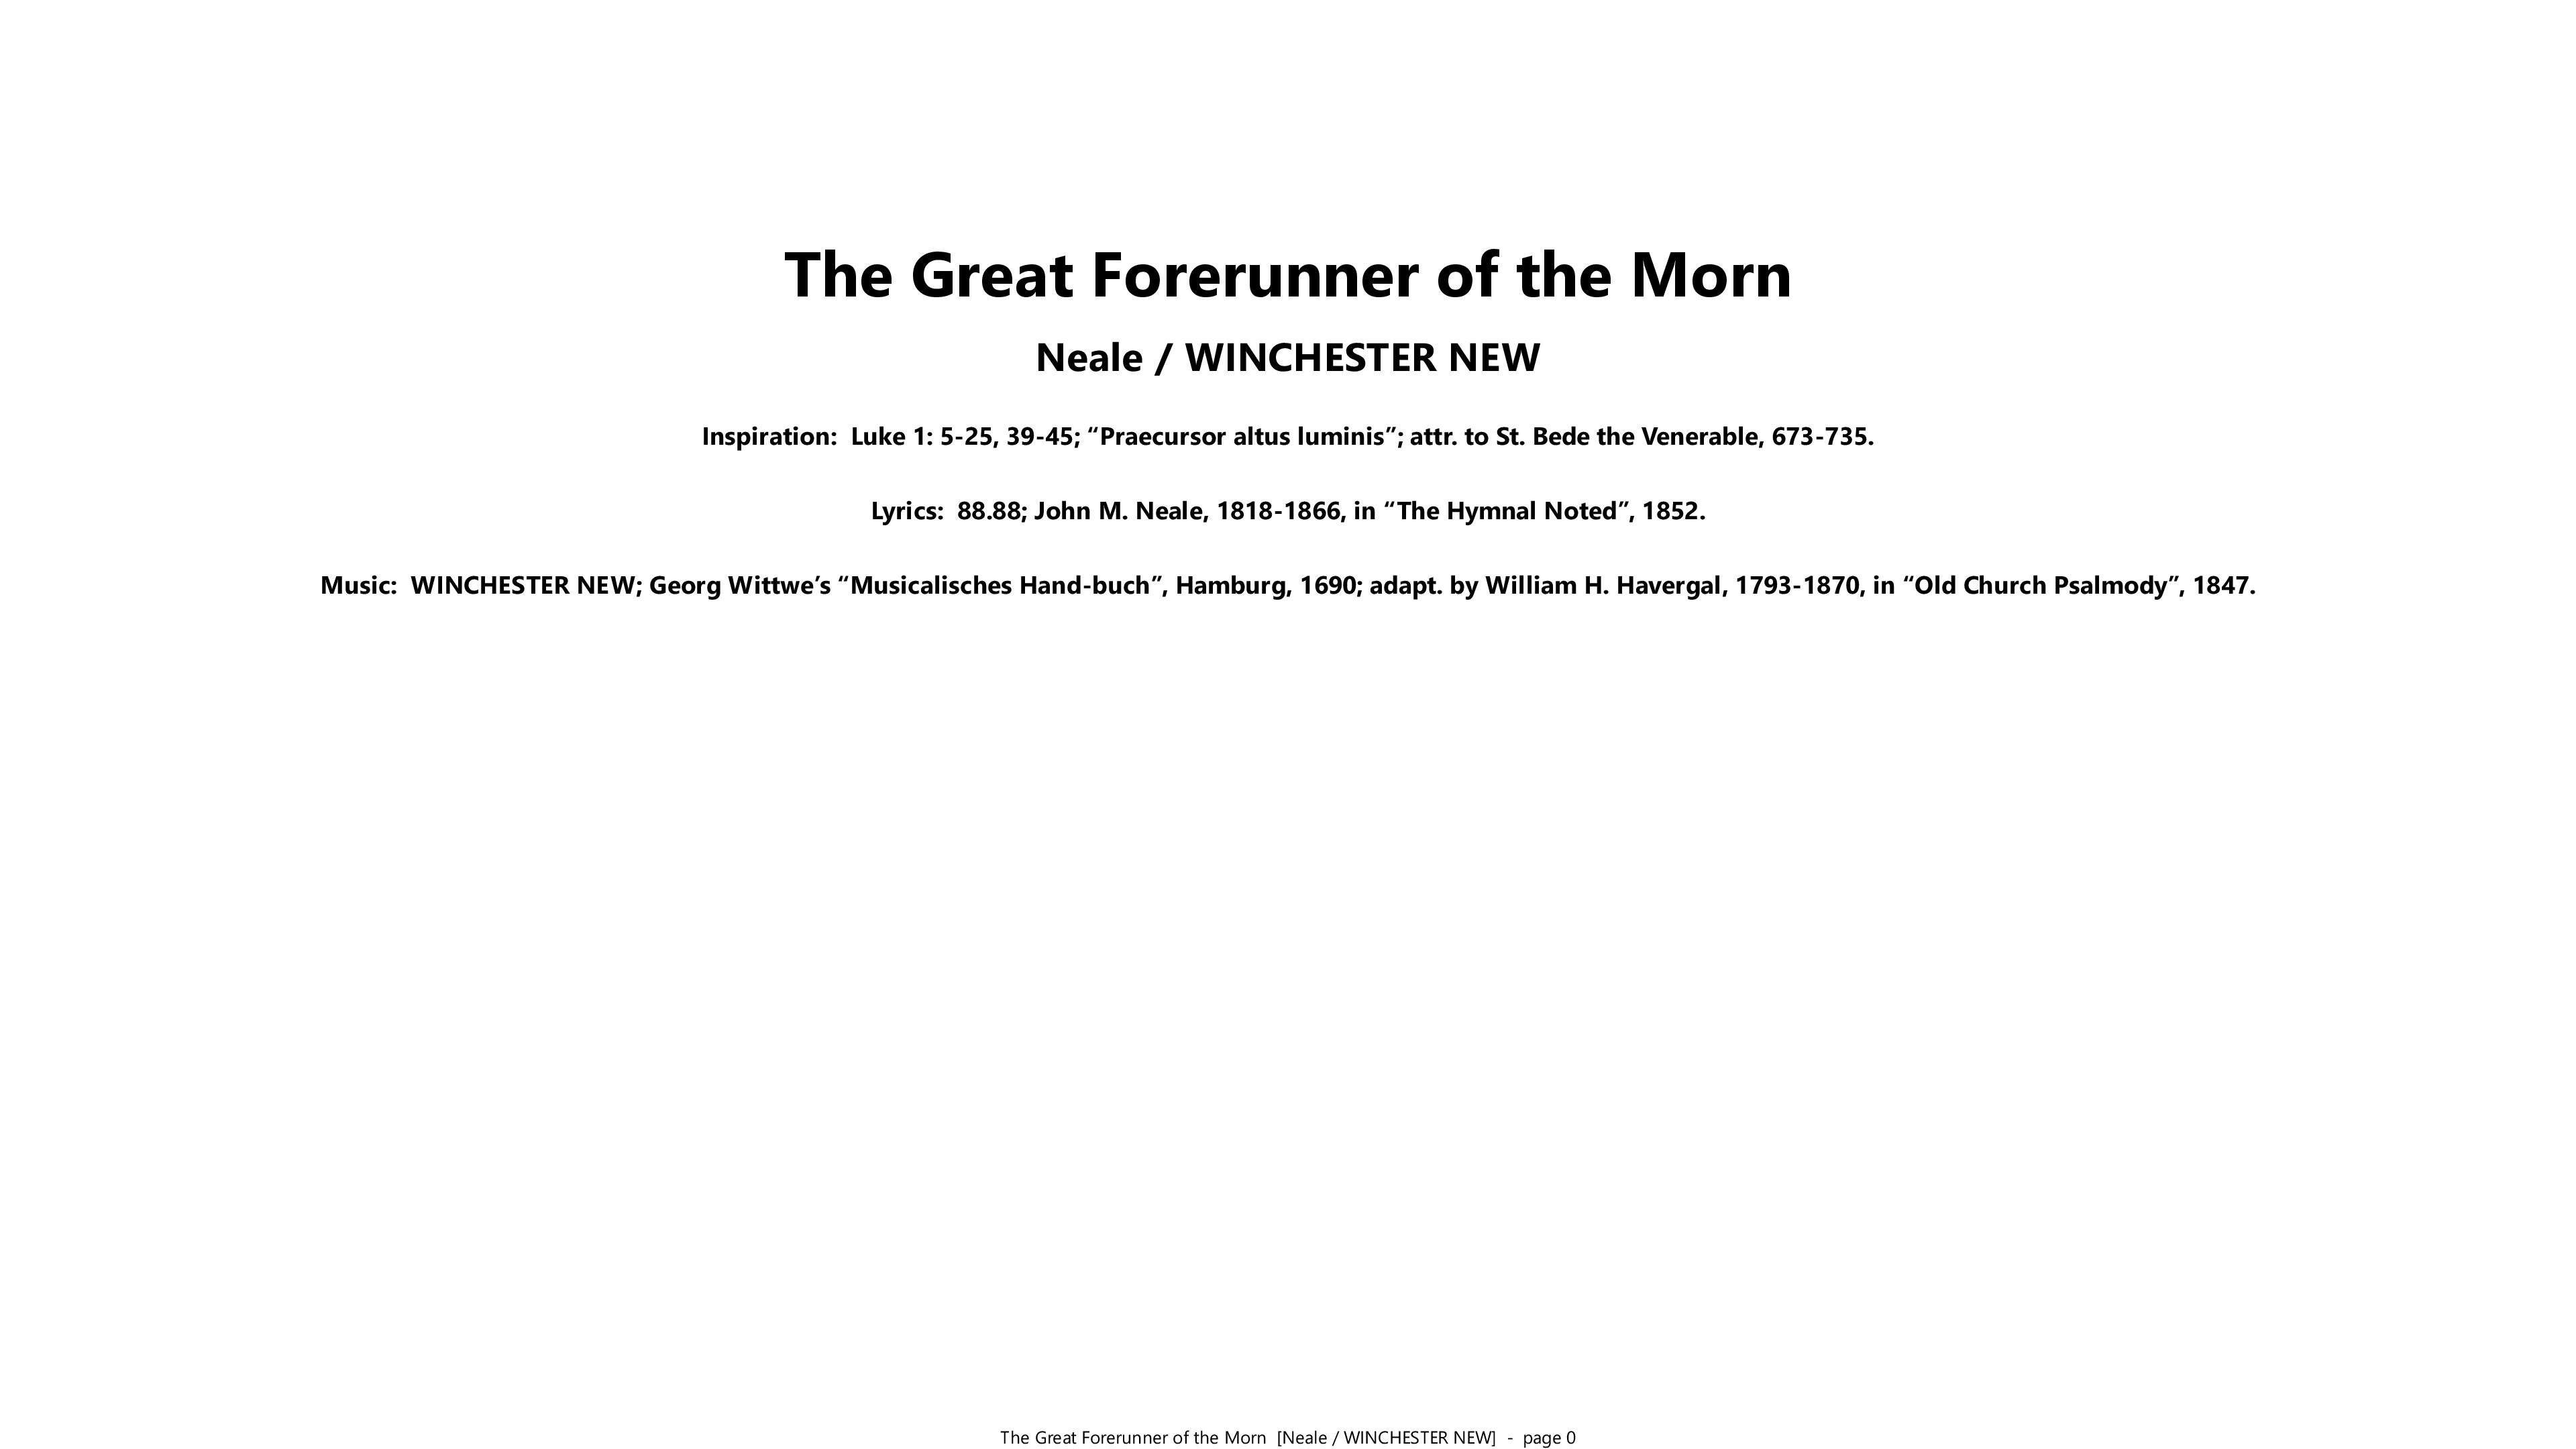 The Great Forerunner of the Morn
Neale / WINCHESTER NEW
Inspiration:  Luke 1: 5-25, 39-45; “Praecursor altus luminis”; attr. to St. Bede the Venerable, 673-735.
Lyrics:  88.88; John M. Neale, 1818-1866, in “The Hymnal Noted”, 1852.
Music:  WINCHESTER NEW; Georg Wittwe’s “Musicalisches Hand-buch”, Hamburg, 1690; adapt. by William H. Havergal, 1793-1870, in “Old Church Psalmody”, 1847.
The Great Forerunner of the Morn  [Neale / WINCHESTER NEW]  -  page 0